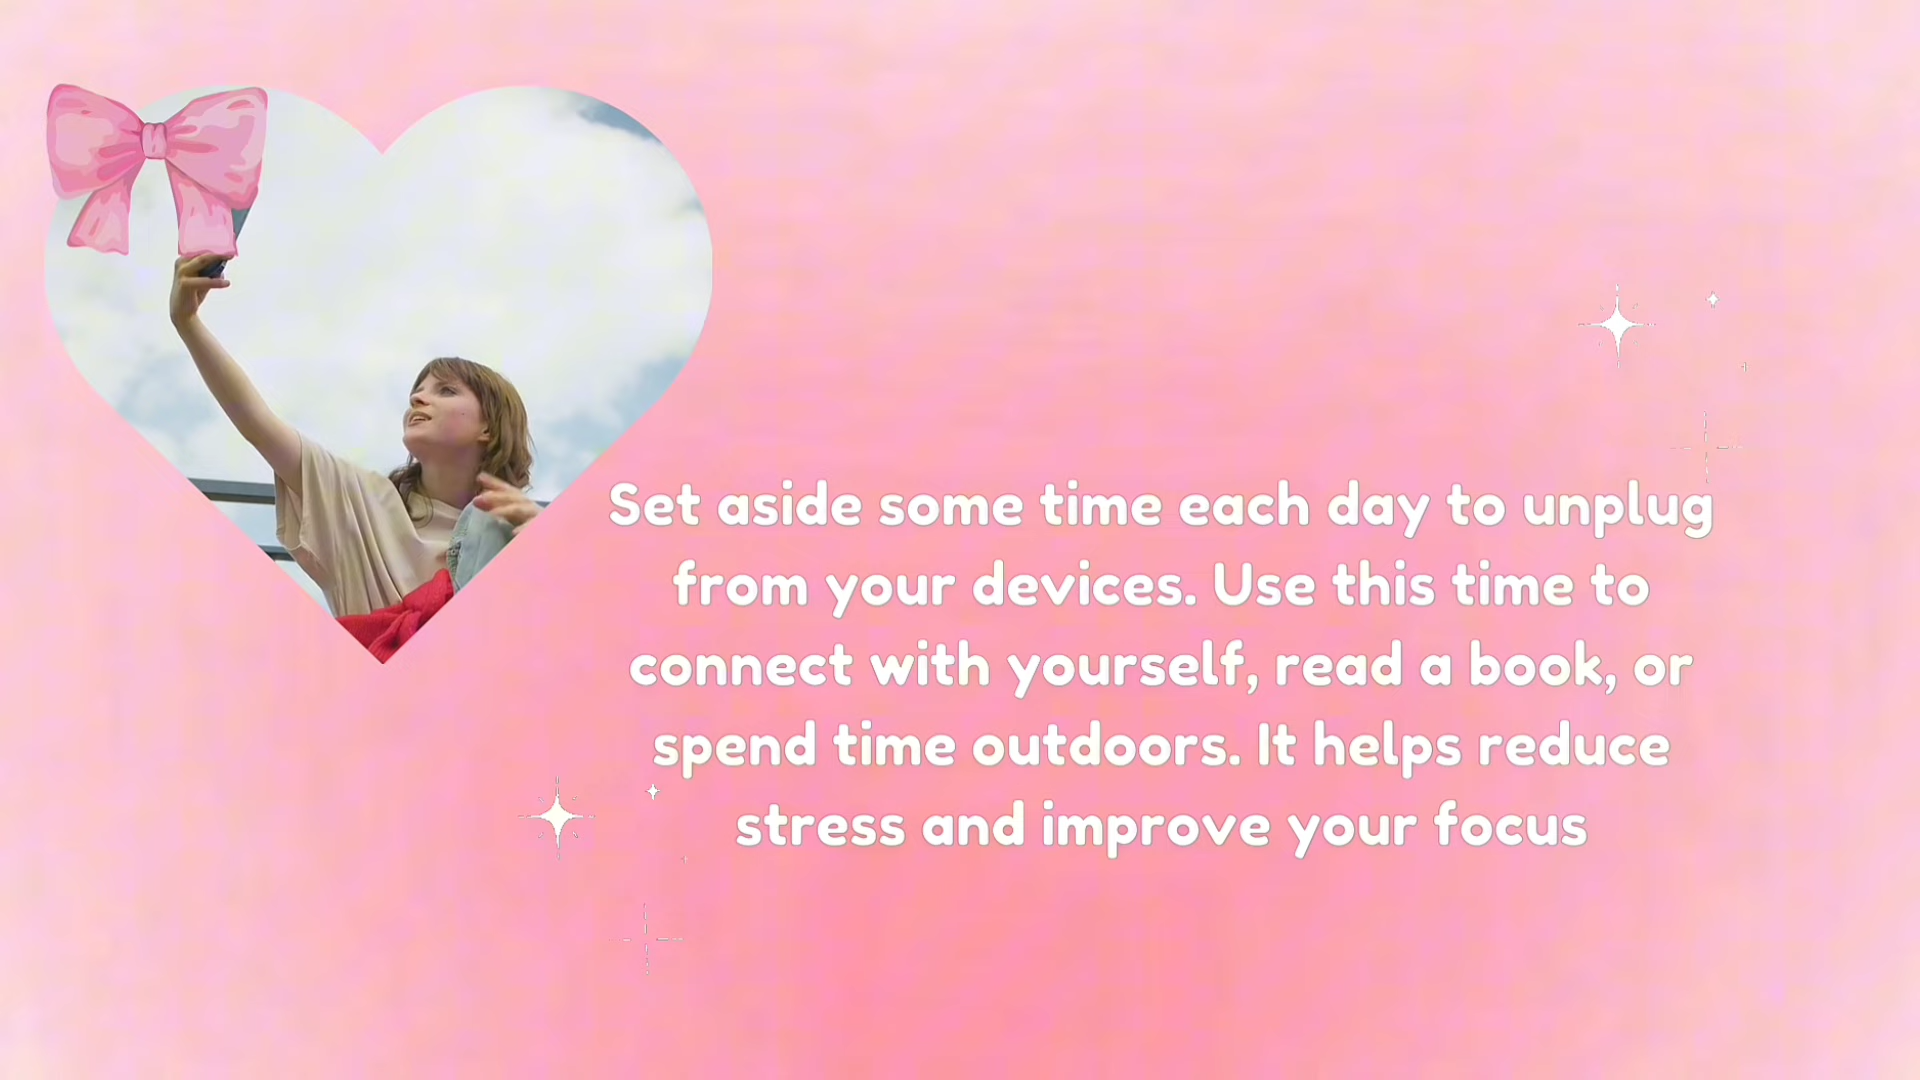 Set aside some time each day to unplug
from your devices. Use this time to
connect with yourself, read a book, or
spend time outdoors. It helps reduce
stress and improve your focus